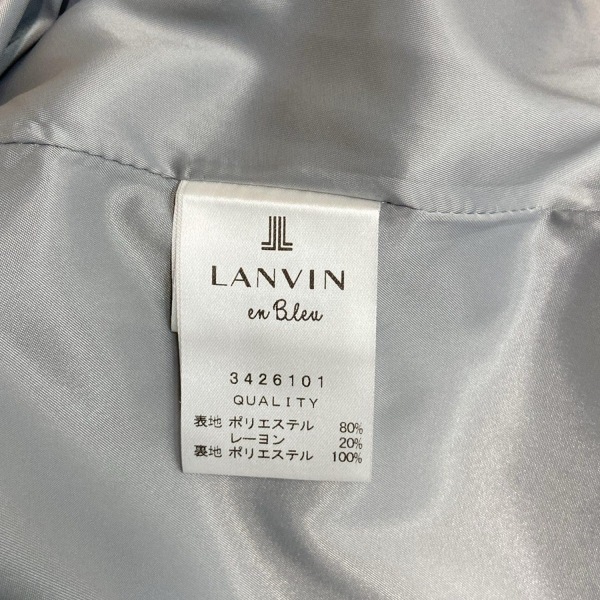 LANVIN
en Bleu
3426101
QUALITY
表地 ポリエステル 80%
レーヨン 20%
裏地 ポリエステル 100%